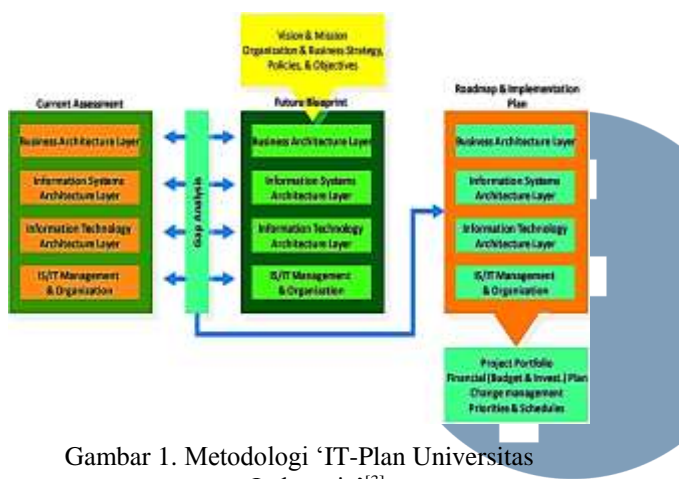 Vision & Mission
Organization & Business Strategy,
Policies, & Objectives
Current Assessment
Business Architecture Layer
Information Systems
Architecture Layer
Information Technology
Architecture Layer
IS/IT Management
& Organization
Gap Analysis
Future Blueprint
Business Architecture Layer
Information Systems
Architecture Layer
Information Technology
Architecture Layer
IS/IT Management
& Organization
Roadmap & Implementation
Plan
Business Architecture Layer
Information Systems
Architecture Layer
Information Technology
Architecture Layer
IS/IT Management
& Organization
Project Portfolio
Financial (Budget & Invest.) Plan
Change management
Priorities & Schedules
Gambar 1. Metodologi ‘IT-Plan Universitas